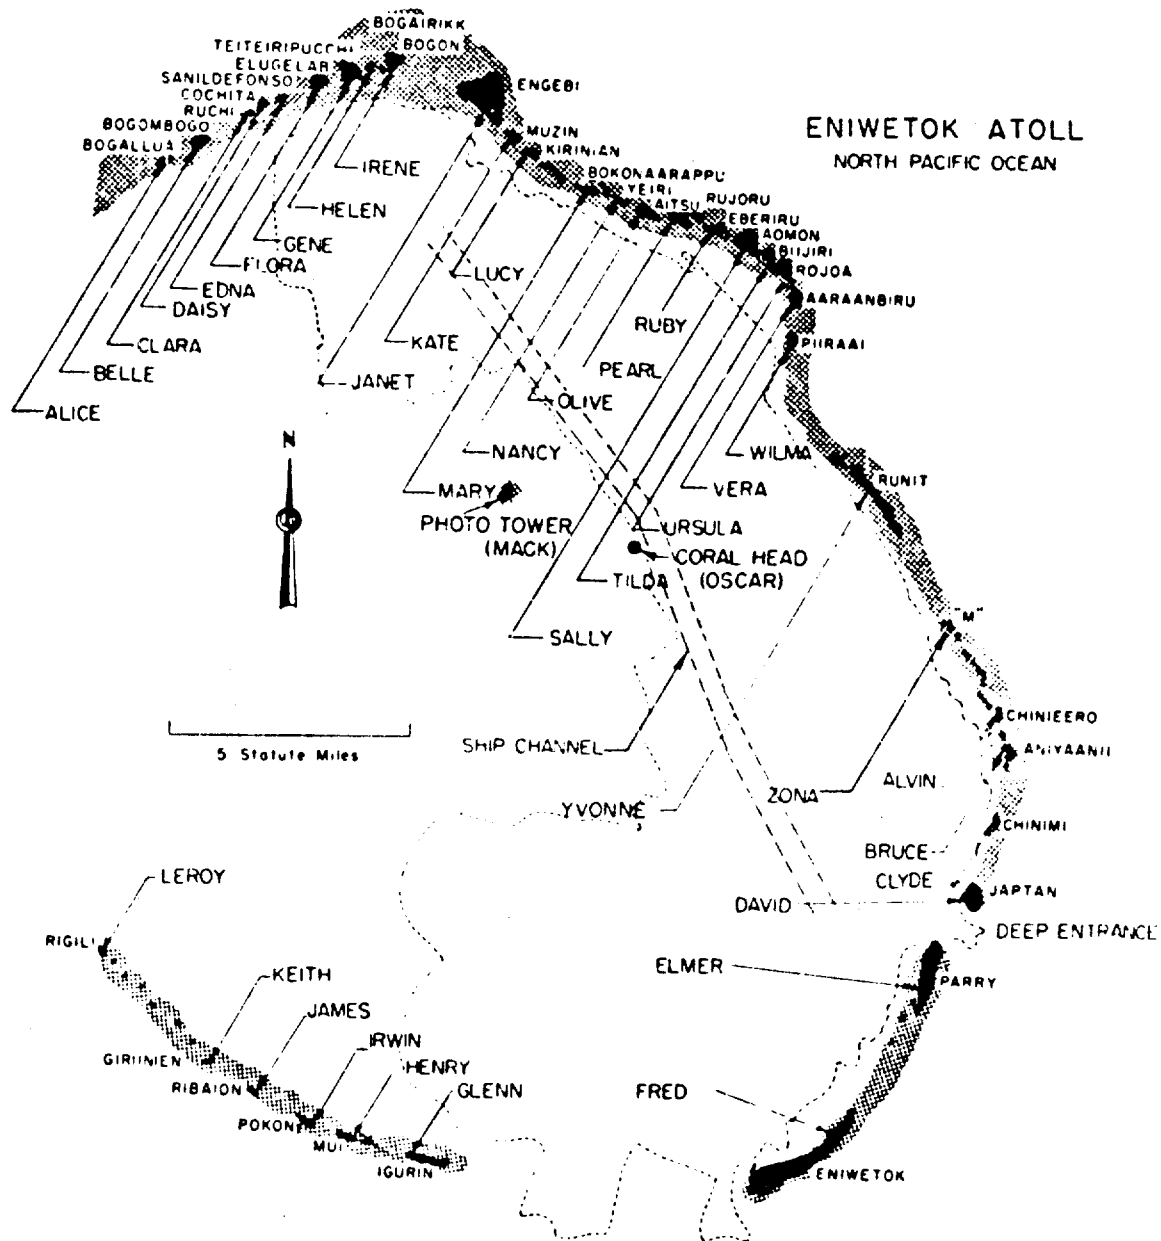 BOGAIRIKK
BOGON
TEITEIRIPUCCHI
ELUGELAB
SANILDEFONSO
COCHITA
RUCHI
BOGOMBOGO
BOGALLUA
ENGEBI
MUZIN
KIRINIAN
BOKONAARAPPU
YEIRI
AITSU
RUJORU
EBERIRU
AOMON
BIIJIRI
ROJOA
AARAANBIRU
PIIRAAI
RUNIT
ENIWETOK ATOLL
NORTH PACIFIC OCEAN
IRENE
HELEN
GENE
FLORA
EDNA
DAISY
CLARA
BELLE
ALICE
LUCY
KATE
JANET
RUBY
PEARL
OLIVE
NANCY
MARY
WILMA
VERA
URSULA
TILDA
SALLY
N
PHOTO TOWER
(MACK)
CORAL HEAD
(OSCAR)
5 Statute Miles
SHIP CHANNEL
YVONNE
ZONA
"M"
CHINIEERO
ANIYAANII
ALVIN
CHINIMI
BRUCE
CLYDE
DAVID
JAPTAN
DEEP ENTRANCE
ELMER
PARRY
FRED
ENIWETOK
LEROY
RIGILI
KEITH
JAMES
IRWIN
HENRY
GLENN
GIRIINIEN
RIBAION
POKON
MUI
IGURIN